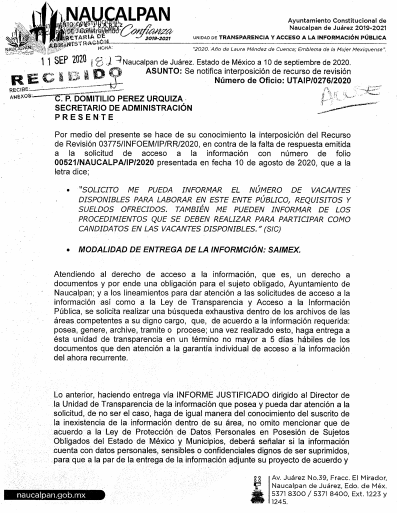 NAUCALPAN
Confianza
2019-2021
Ayuntamiento Constitucional de
Naucalpan de Juárez 2019-2021
UNIDAD DE TRANSPARENCIA Y ACCESO A LA INFORMACIÓN PÚBLICA
"2020. Año de Laura Méndez de Cuenca; Emblema de la Mujer Mexiquense".
SECRETARÍA DE
ADMINISTRACIÓN
11 SEP 2020
RECIBIDO
RECIBE:
ANEXOS:
Naucalpan de Juárez. Estado de México a 10 de septiembre de 2020.
ASUNTO: Se notifica interposición de recurso de revisión
Número de Oficio: UTAIP/0276/2020
C. P. DOMITILIO PEREZ URQUIZA
SECRETARIO DE ADMINISTRACIÓN
P R E S E N T E
Por medio del presente se hace de su conocimiento la interposición del Recurso
de Revisión 03775/INFOEM/IP/RR/2020, en contra de la falta de respuesta emitida
a la solicitud de acceso a la información con número de folio
00521/NAUCALPA/IP/2020 presentada en fecha 10 de agosto de 2020, que a la
letra dice;
• "SOLICITO ME PUEDA INFORMAR EL NÚMERO DE VACANTES
DISPONIBLES PARA LABORAR EN ESTE ENTE PÚBLICO, REQUISITOS Y
SUELDOS OFRECIDOS. TAMBIÉN ME PUEDEN INFORMAR DE LOS
PROCEDIMIENTOS QUE SE DEBEN REALIZAR PARA PARTICIPAR COMO
CANDIDATOS EN LAS VACANTES DISPONIBLES." (SIC)
• MODALIDAD DE ENTREGA DE LA INFORMCIÓN: SAIMEX.
Atendiendo al derecho de acceso a la información, que es, un derecho a
documentos y por ende una obligación para el sujeto obligado, Ayuntamiento de
Naucalpan; y a los lineamientos para dar atención a las solicitudes de acceso a la
información así como a la Ley de Transparencia y Acceso a la Información
Pública, se solicita realizar una búsqueda exhaustiva dentro de los archivos de las
áreas competentes a su digno cargo, que, de acuerdo a la información requerida:
posea, genere, archive, tramite o procese; una vez realizado esto, haga entrega a
ésta unidad de transparencia en un término no mayor a 5 días hábiles de los
documentos que den atención a la garantía individual de acceso a la información
del ahora recurrente.
Lo anterior, haciendo entrega vía INFORME JUSTIFICADO dirigido al Director de
la Unidad de Transparencia de la información que posea y pueda dar atención a la
solicitud, de no ser el caso, haga de igual manera del conocimiento del suscrito de
la inexistencia de la información dentro de su área, no omito mencionar que de
acuerdo a la Ley de Protección de Datos Personales en Posesión de Sujetos
Obligados del Estado de México y Municipios, deberá señalar si la información
cuenta con datos personales, sensibles o confidenciales dignos de ser suprimidos,
para que a la par de la entrega de la información adjunte su proyecto de acuerdo y
naucalpan.gob.mx
Av. Juárez No.39, Fracc. El Mirador,
Naucalpan de Juárez, Edo. de Méx.
5371 8300 / 5371 8400, Ext. 1223 y
1245.